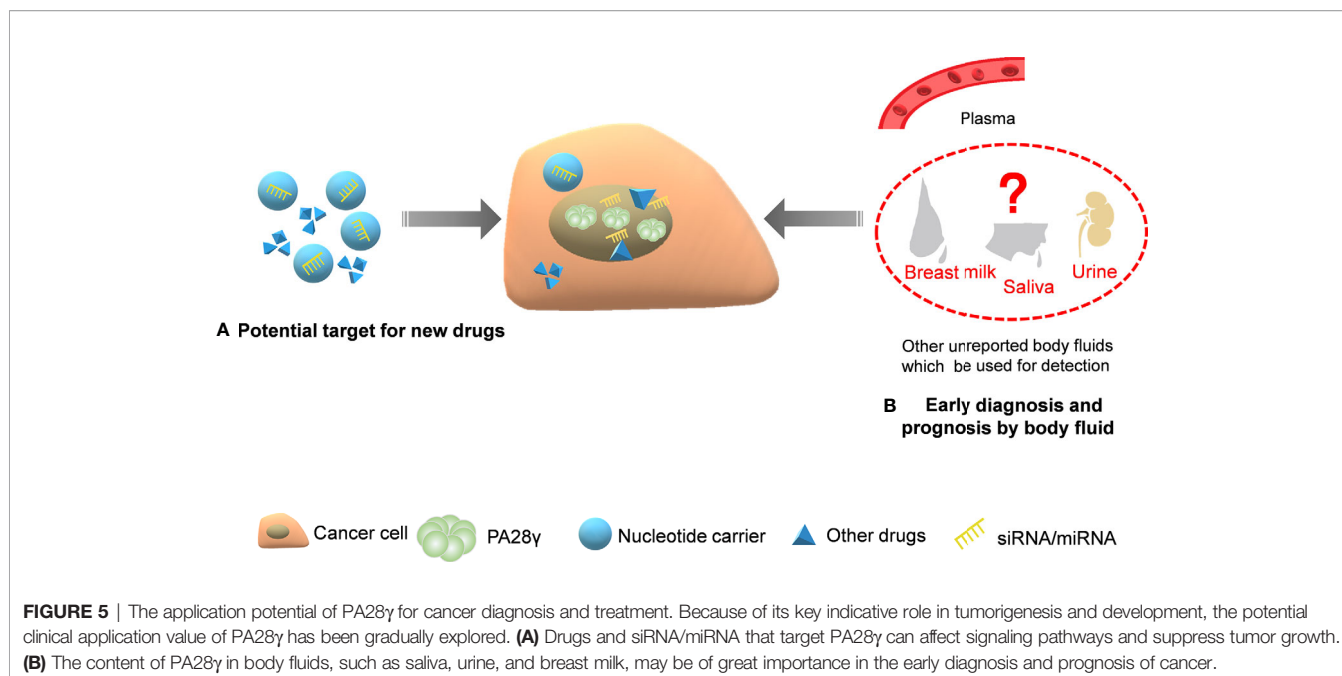 Plasma
?
Breast milk
Saliva
Urine
A Potential target for new drugs
Other unreported body fluids
which be used for detection
B Early diagnosis and
prognosis by body fluid
Cancer cell
PA28γ
Nucleotide carrier
Other drugs
siRNA/miRNA
FIGURE 5 | The application potential of PA28γ for cancer diagnosis and treatment. Because of its key indicative role in tumorigenesis and development, the potential
clinical application value of PA28γ has been gradually explored. (A) Drugs and siRNA/miRNA that target PA28γ can affect signaling pathways and suppress tumor growth.
(B) The content of PA28γ in body fluids, such as saliva, urine, and breast milk, may be of great importance in the early diagnosis and prognosis of cancer.